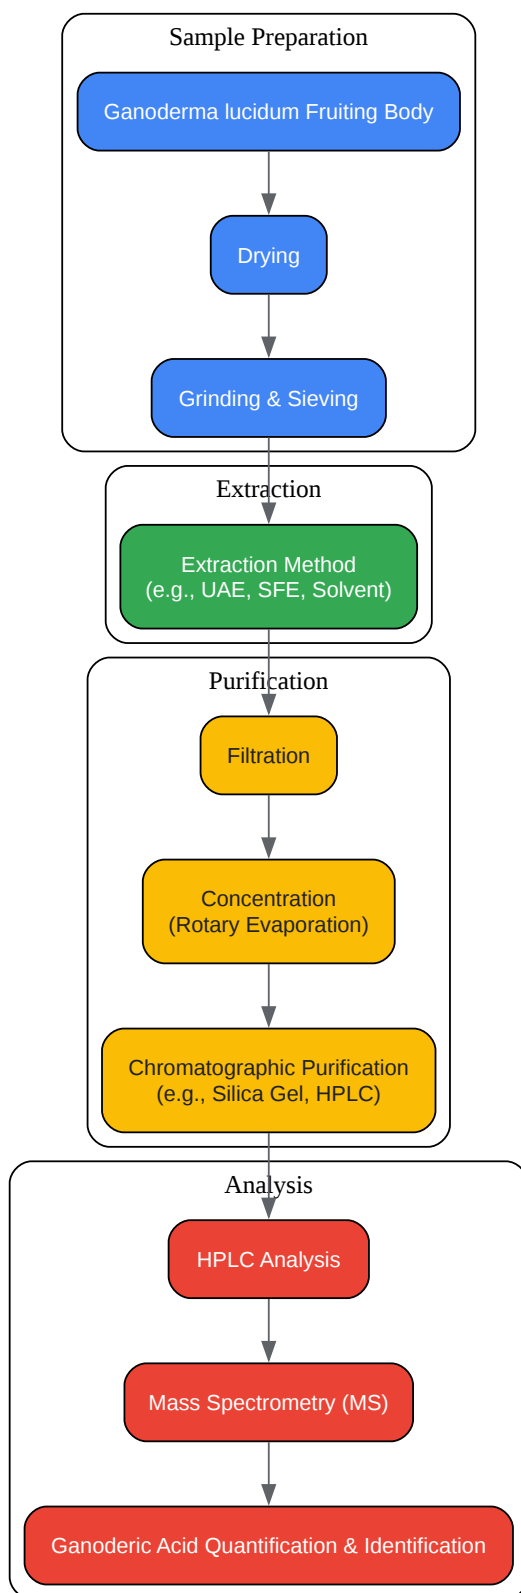 Sample Preparation
Ganoderma lucidum Fruiting Body
Drying
Grinding & Sieving
Extraction
Extraction Method
(e.g., UAE, SFE, Solvent)
Purification
Filtration
Concentration
(Rotary Evaporation)
Chromatographic Purification
(e.g., Silica Gel, HPLC)
Analysis
HPLC Analysis
Mass Spectrometry (MS)
Ganoderic Acid Quantification & Identification